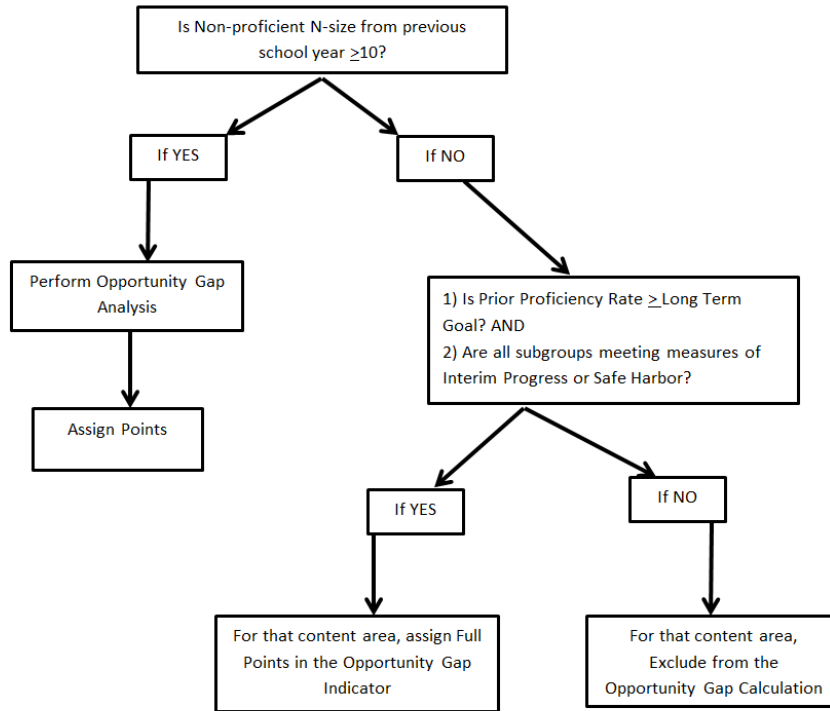 Is Non-proficient N-size from previous
school year ≥10?
If YES
If NO
Perform Opportunity Gap
Analysis
1) Is Prior Proficiency Rate ≥ Long Term
Goal? AND
2) Are all subgroups meeting measures of
Interim Progress or Safe Harbor?
Assign Points
If YES
If NO
For that content area, assign Full
Points in the Opportunity Gap
Indicator
For that content area,
Exclude from the
Opportunity Gap Calculation